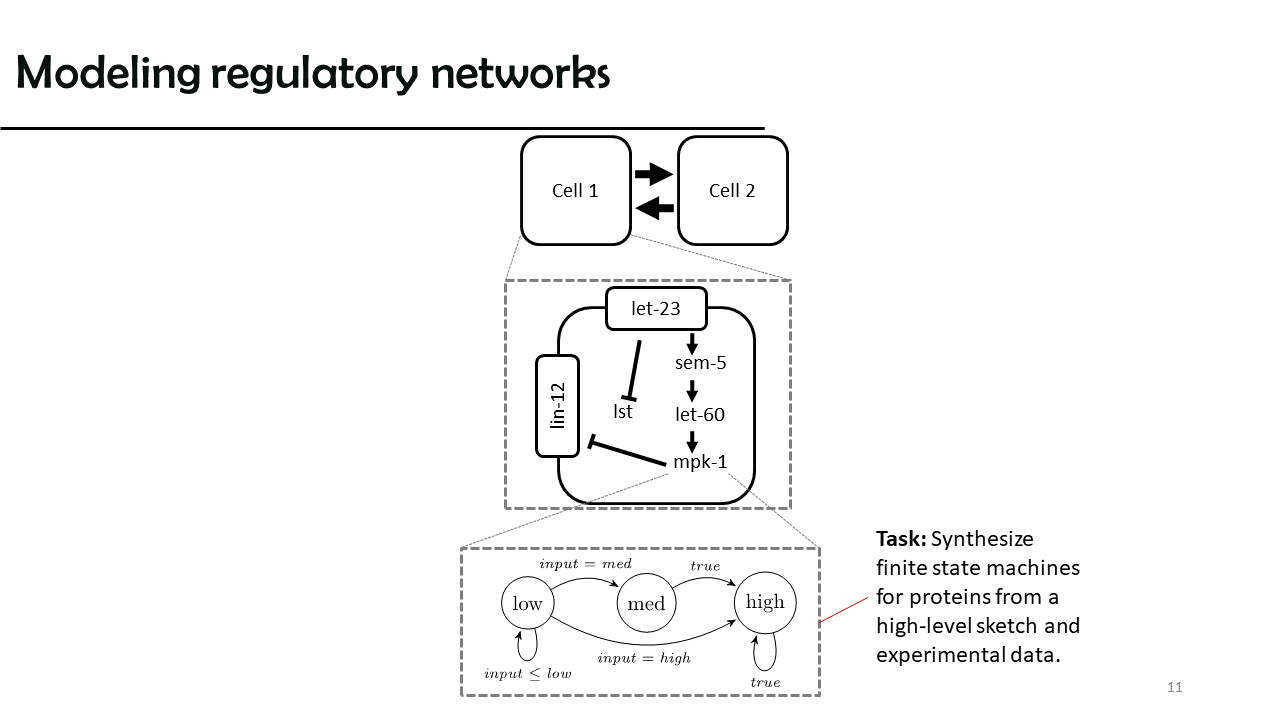 Modeling regulatory networks
Cell 1
Cell 2
let-23
sem-5
lin-12
lst
let-60
mpk-1
input = med
true
low
med
high
input = high
input ≤ low
true
Task: Synthesize
finite state machines
for proteins from a
high-level sketch and
experimental data.
11